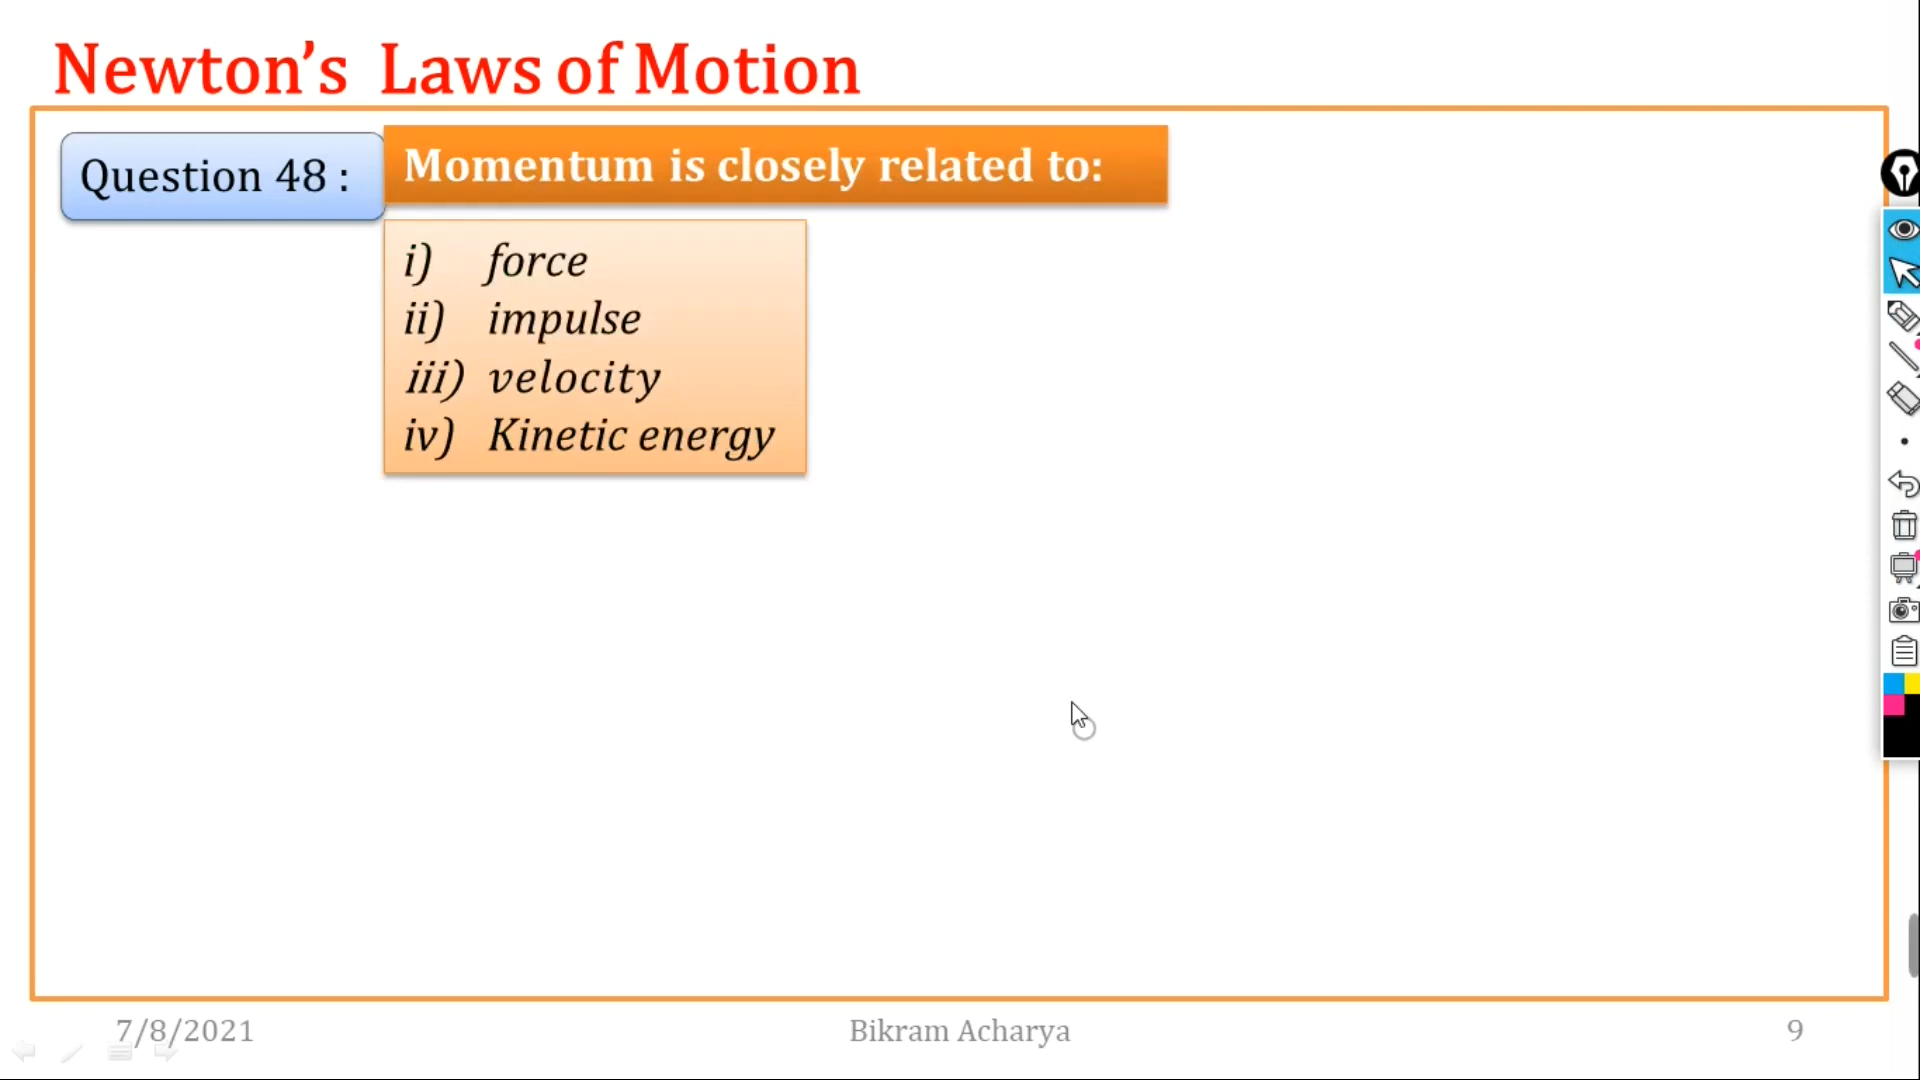 Newton’s Laws of Motion
Question 48 :
Momentum is closely related to:
i) force
ii) impulse
iii) velocity
iv) Kinetic energy
7/8/2021
Bikram Acharya
9